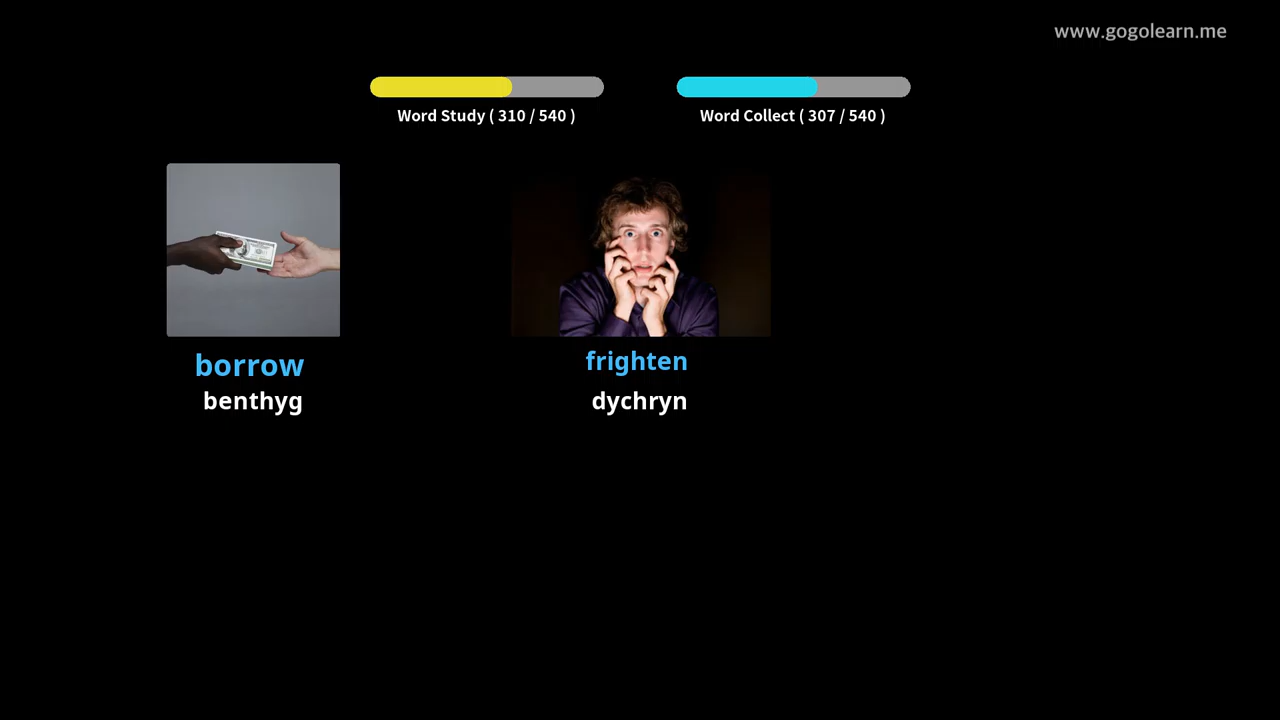 www.gogolearn.me
Word Study ( 310 / 540 )
Word Collect ( 307 / 540 )
borrow
benthyg
frighten
dychryn